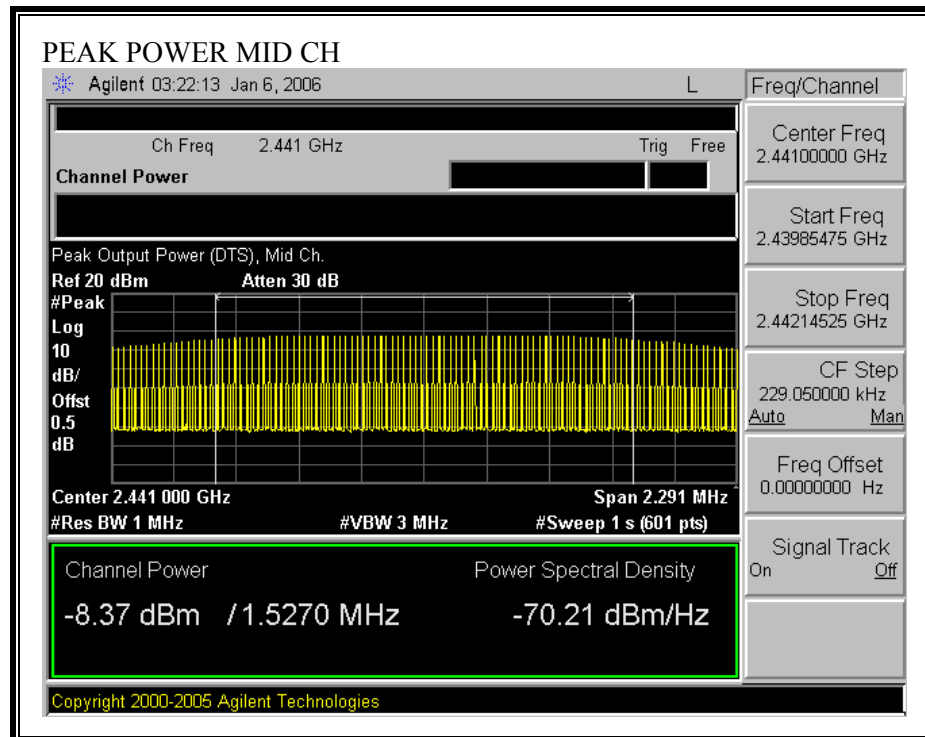 PEAK POWER MID CH
Agilent 03:22:13 Jan 6, 2006 L
Freq/Channel
Ch Freq 2.441 GHz Trig Free
Channel Power
Center Freq
2.44100000 GHz
Start Freq
2.43985475 GHz
Stop Freq
2.44214525 GHz
CF Step
229.050000 kHz
Auto Man
Freq Offset
0.00000000 Hz
Signal Track
On Off
Peak Output Power (DTS), Mid Ch.
Ref 20 dBm Atten 30 dB
#Peak
Log
10
dB/
Offst
0.5
dB
Center 2.441 000 GHz Span 2.291 MHz
#Res BW 1 MHz #VBW 3 MHz #Sweep 1 s (601 pts)
Channel Power Power Spectral Density
-8.37 dBm /1.5270 MHz -70.21 dBm/Hz
Copyright 2000-2005 Agilent Technologies